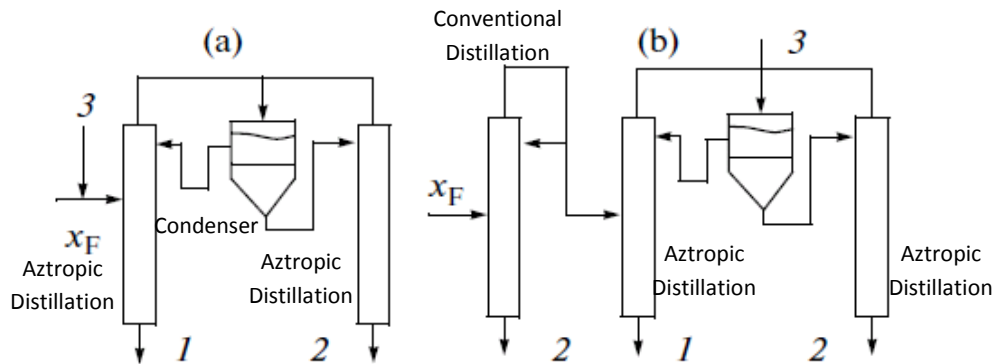 Conventional
Distillation
(a)
(b)
3
3
x_F
Condenser
x_F
Aztropic
Distillation
Aztropic
Distillation
Aztropic
Distillation
Aztropic
Distillation
1
2
2
1
2